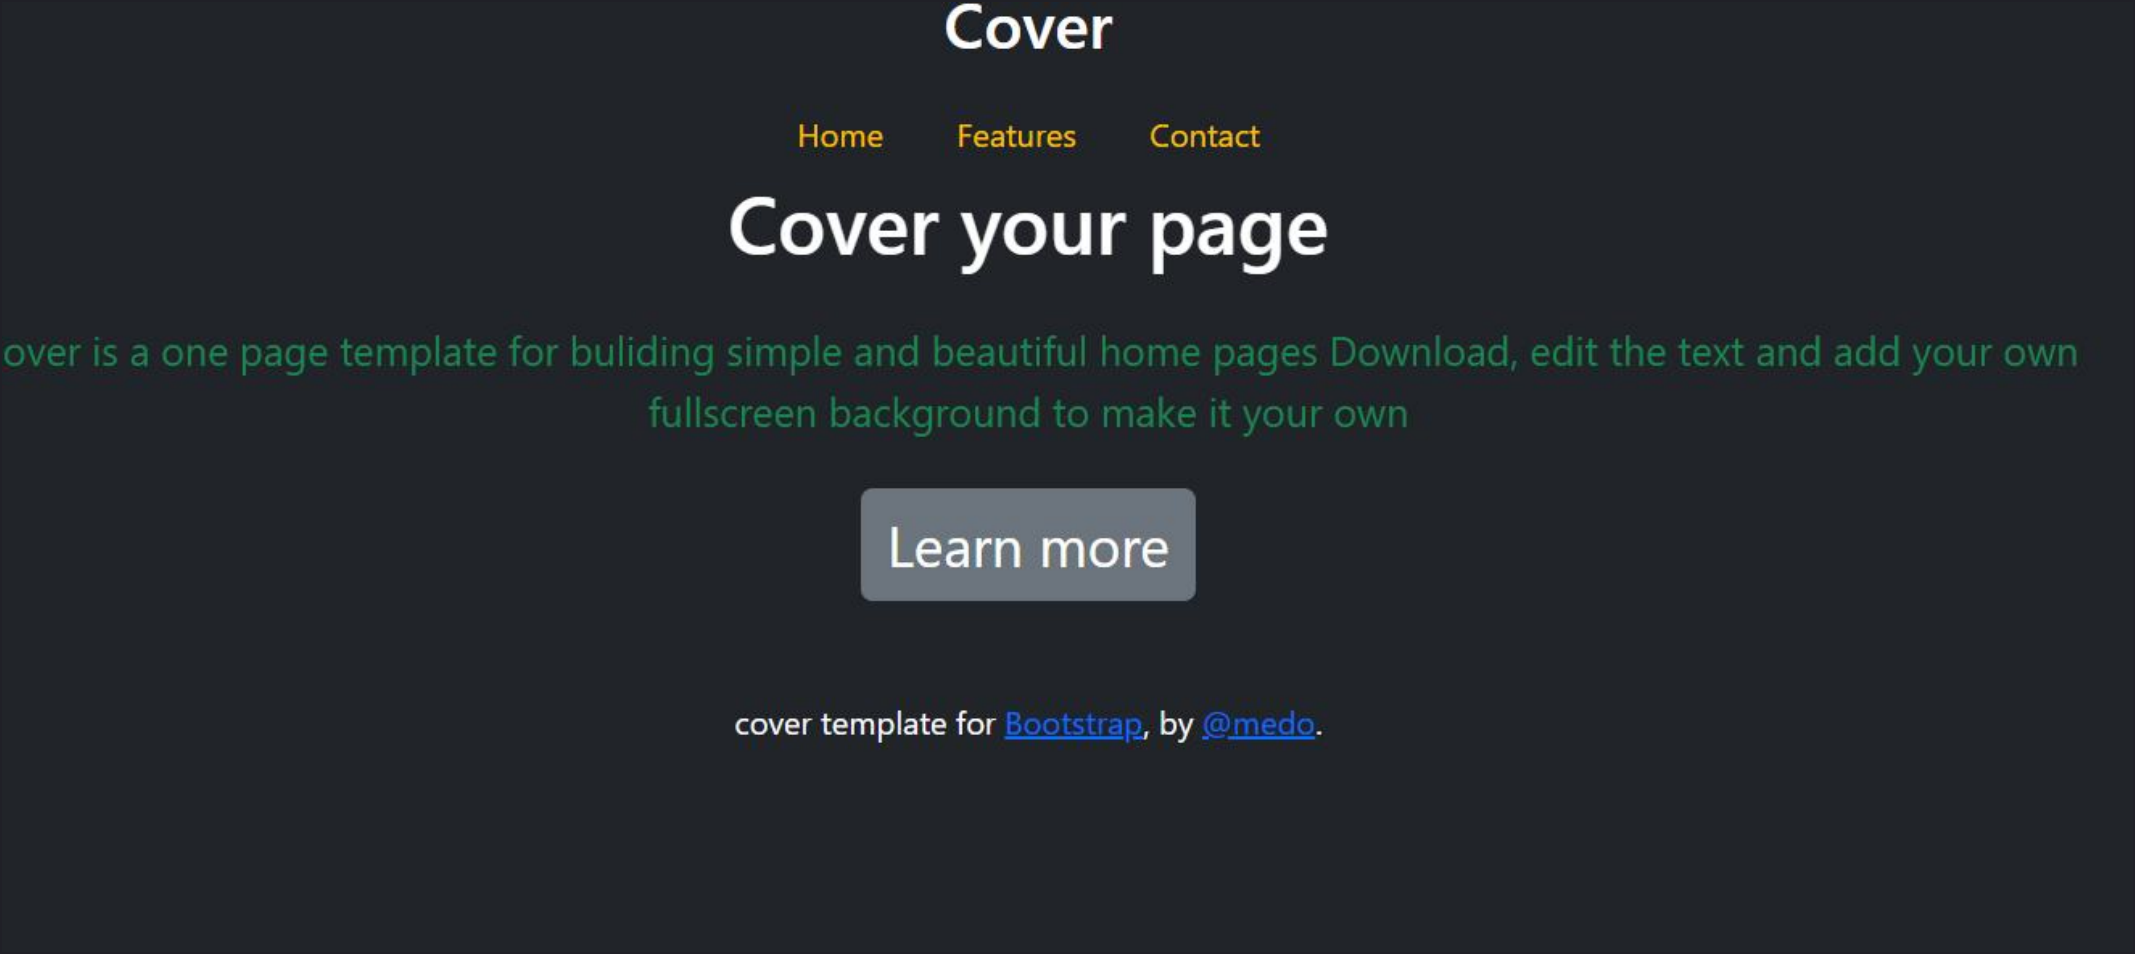 Cover
Home Features Contact
Cover your page
over is a one page template for buliding simple and beautiful home pages Download, edit the text and add your own
fullscreen background to make it your own
Learn more
cover template for Bootstrap, by @medo.